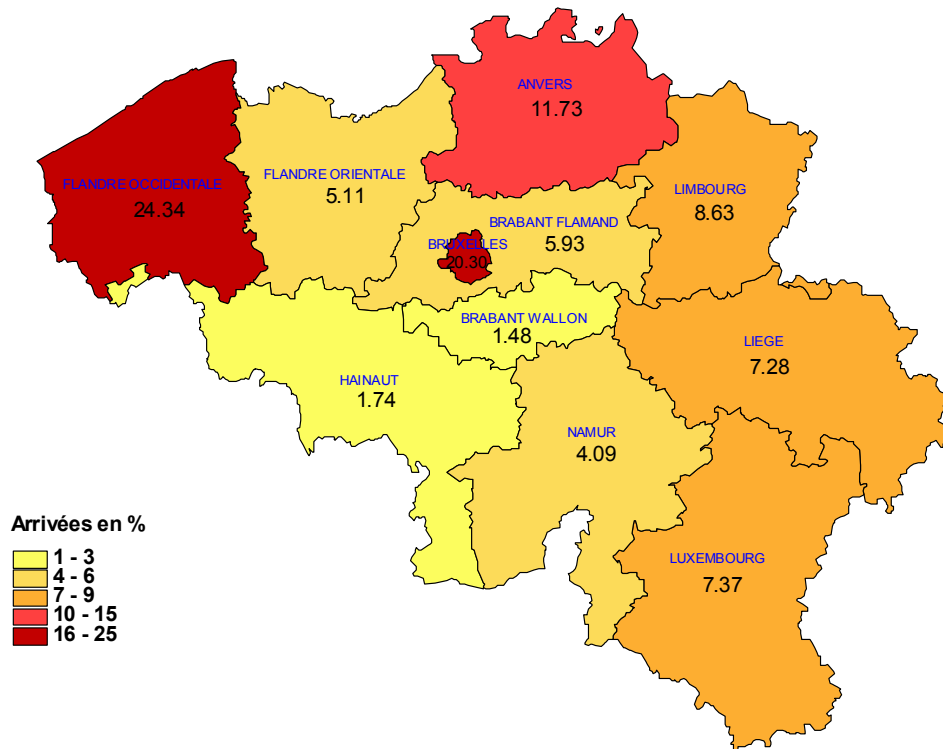 ANVERS
11.73
FLANDRE OCCIDENTALE
24.34
FLANDRE ORIENTALE
5.11
LIMBOURG
8.63
BRABANT FLAMAND
5.93
BRUXELLES
20.30
BRABANT WALLON
1.48
LIEGE
7.28
HAINAUT
1.74
NAMUR
4.09
LUXEMBOURG
7.37
Arrivées en %
1 - 3
4 - 6
7 - 9
10 - 15
16 - 25